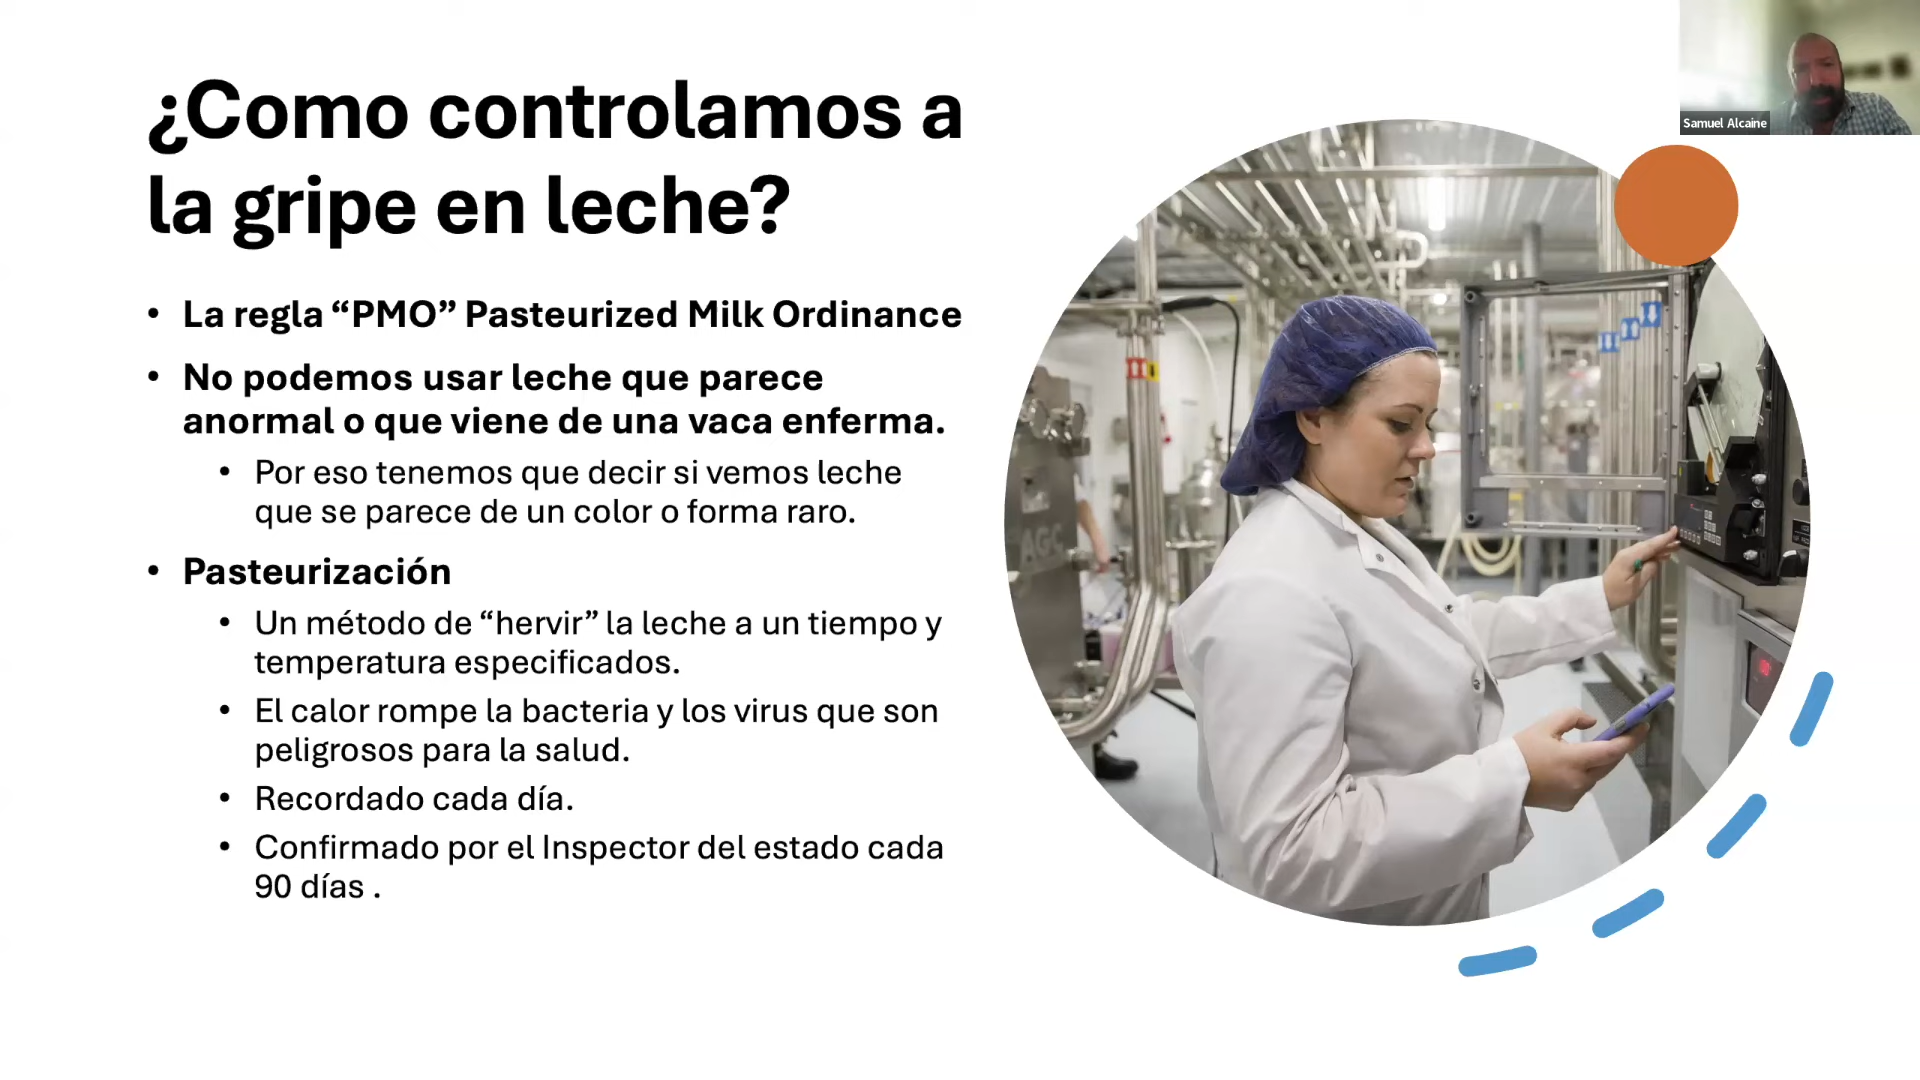 ¿Como controlamos a
la gripe en leche?
• La regla “PMO” Pasteurized Milk Ordinance
• No podemos usar leche que parece
anormal o que viene de una vaca enferma.
• Por eso tenemos que decir si vemos leche
que se parece de un color o forma raro.
• Pasteurización
• Un método de “hervir” la leche a un tiempo y
temperatura especificados.
• El calor rompe la bacteria y los virus que son
peligrosos para la salud.
• Recordado cada día.
• Confirmado por el Inspector del estado cada
90 días .
Samuel Alcaine
AGC